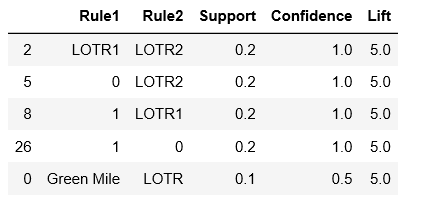 Rule1 Rule2 Support Confidence Lift
2 LOTR1 LOTR2 0.2 1.0 5.0
5 0 LOTR2 0.2 1.0 5.0
8 1 LOTR1 0.2 1.0 5.0
26 1 0 0.2 1.0 5.0
0 Green Mile LOTR 0.1 0.5 5.0